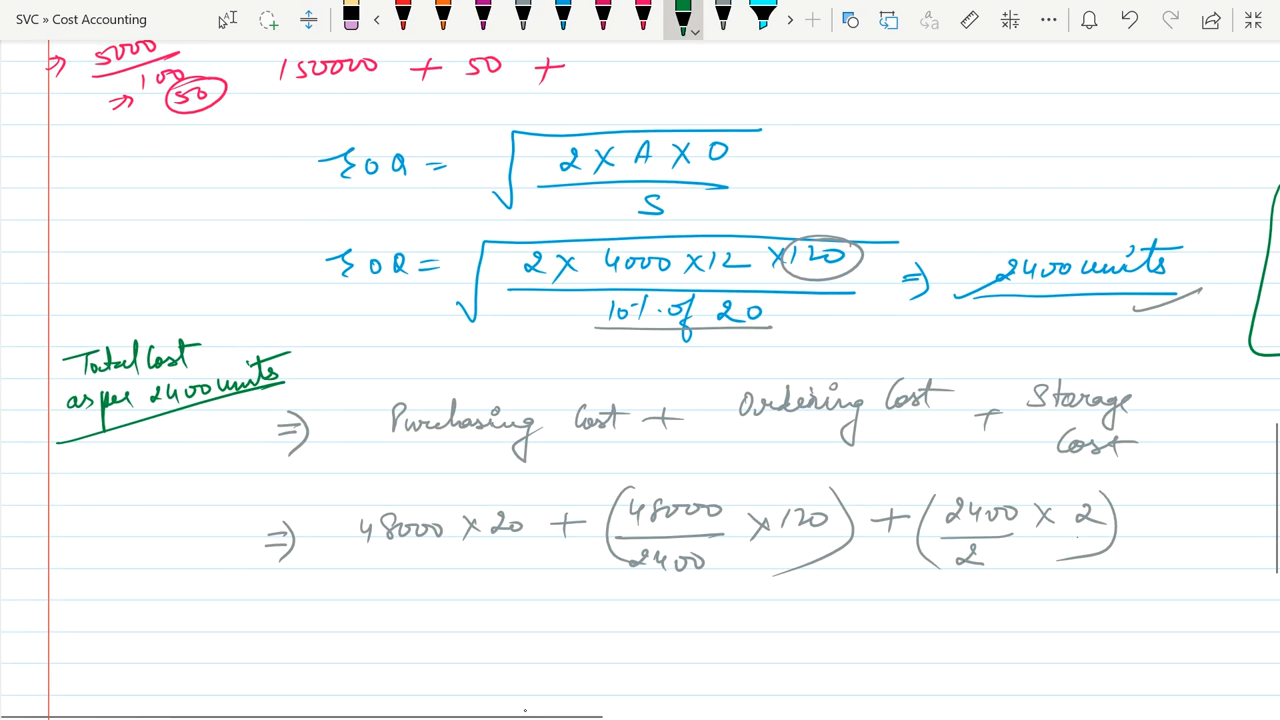 SVC » Cost Accounting
⇒ 5000 / 100 150000 + 50 +
⇒ 50
EOQ = √(2 × A × O / S)
EOQ = √(2 × 4000 × 12 × 120 / 10% of 20) ⇒ 2400 units
Total Cost
as per 2400 units
⇒ Purchasing Cost + Ordering Cost + Storage Cost
⇒ 48000 × 20 + (48000 / 2400 × 120) + (2400 / 2 × 2)